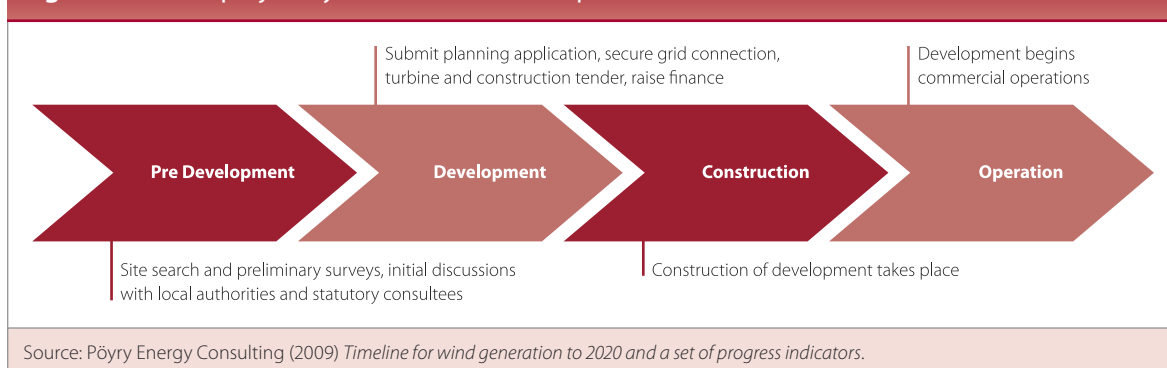 Submit planning application, secure grid connection,
turbine and construction tender, raise finance
Development begins
commercial operations
Pre Development
Development
Construction
Operation
Site search and preliminary surveys, initial discussions
with local authorities and statutory consultees
Construction of development takes place
Source: Pöyry Energy Consulting (2009) Timeline for wind generation to 2020 and a set of progress indicators.